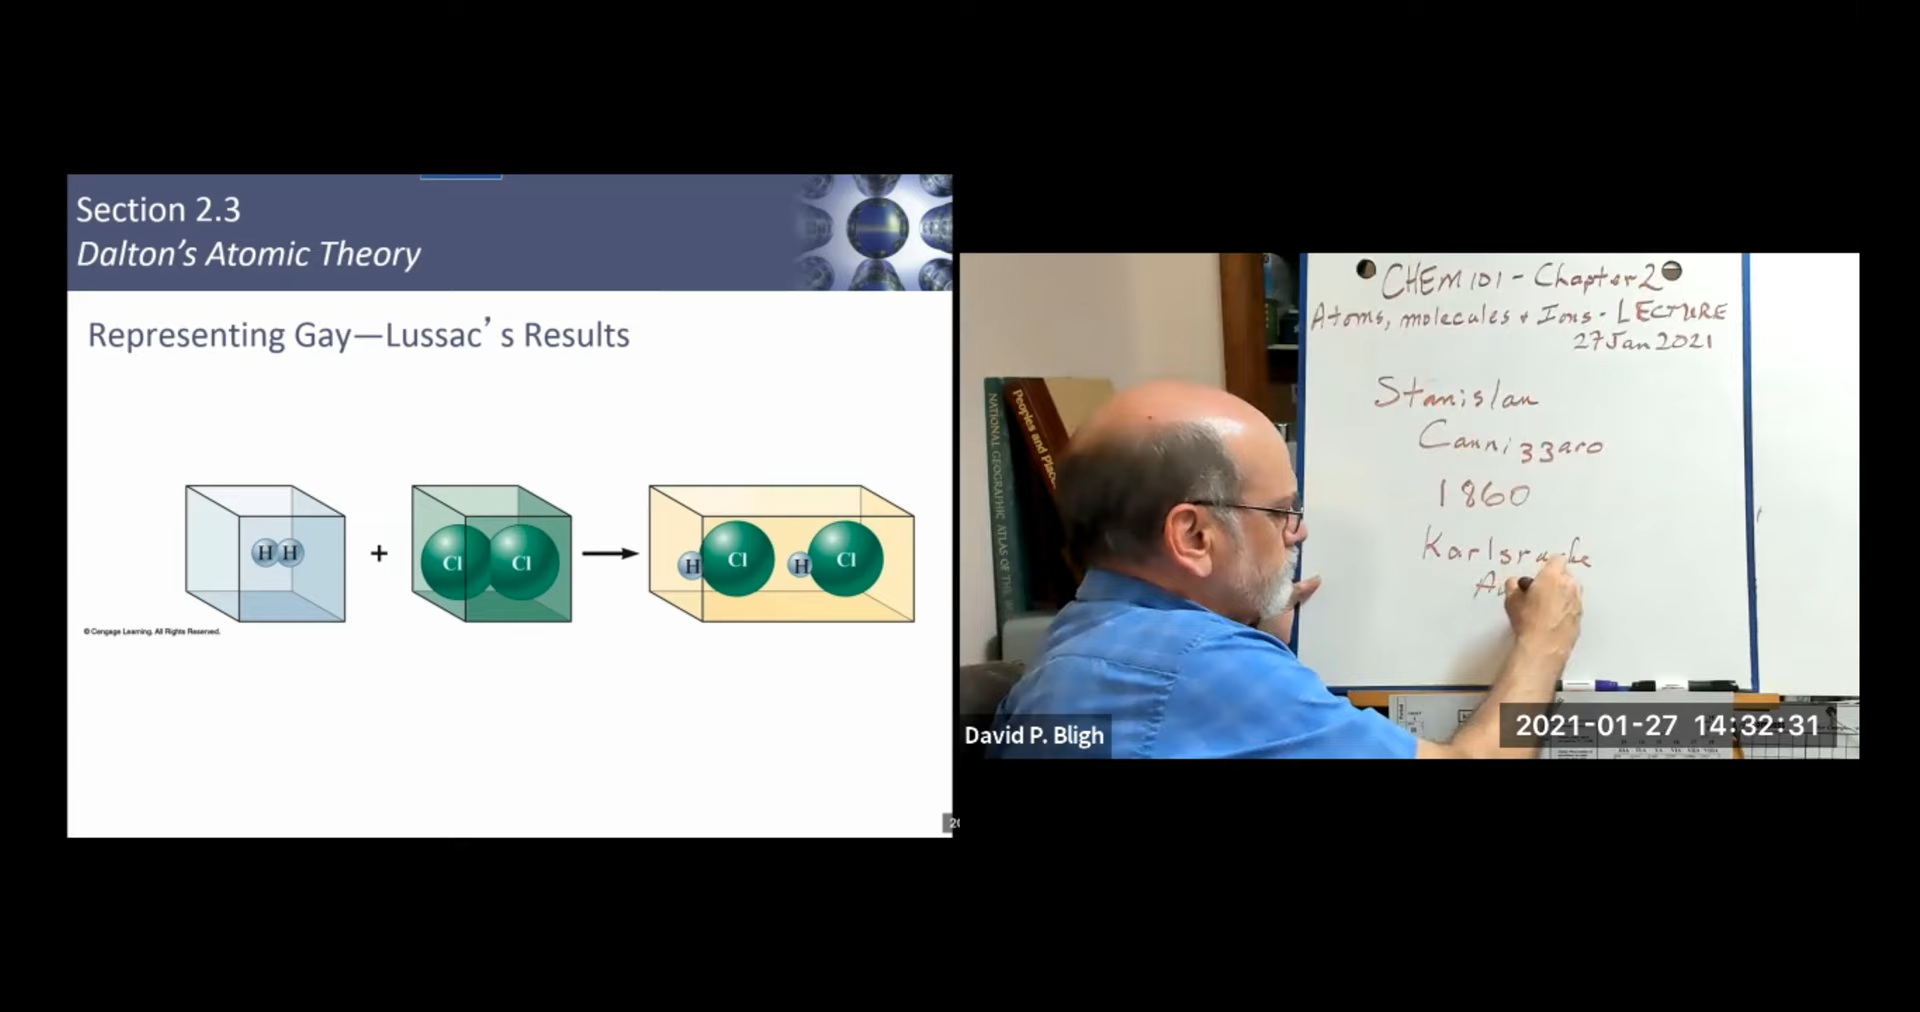 Section 2.3
Dalton's Atomic Theory
Representing Gay—Lussac's Results
H H
+
Cl Cl
H Cl H Cl
© Cengage Learning. All Rights Reserved.
20
CHEM 101 - Chapter 2
Atoms, molecules + Ions - LECTURE
27 Jan 2021
Stanislau
Cannizzaro
1860
NATIONAL GEOGRAPHIC ATLAS OF THE
Peoples and Places
David P. Bligh
2021-01-27 14:32:31